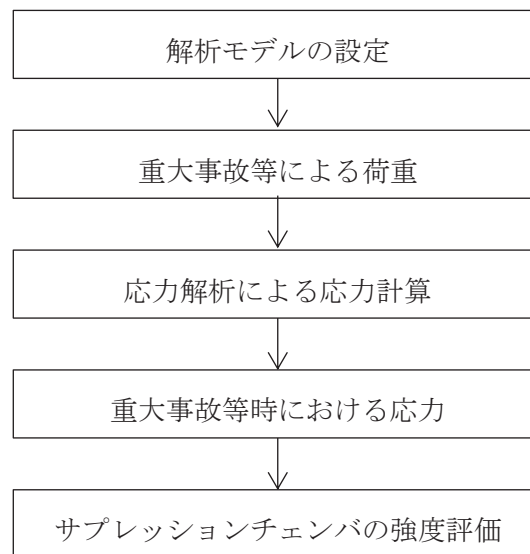 解析モデルの設定
重大事故等による荷重
応力解析による応力計算
重大事故等時における応力
サプレッションチェンバの強度評価